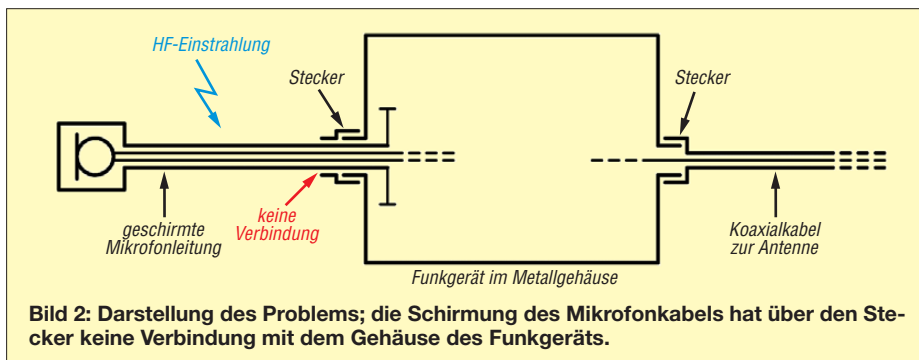 HF-Einstrahlung
Stecker
Stecker
geschirmte
Mikrofonleitung
keine
Verbindung
Koaxialkabel
zur Antenne
Funkgerät im Metallgehäuse
Bild 2: Darstellung des Problems; die Schirmung des Mikrofonkabels hat über den Ste-
cker keine Verbindung mit dem Gehäuse des Funkgeräts.